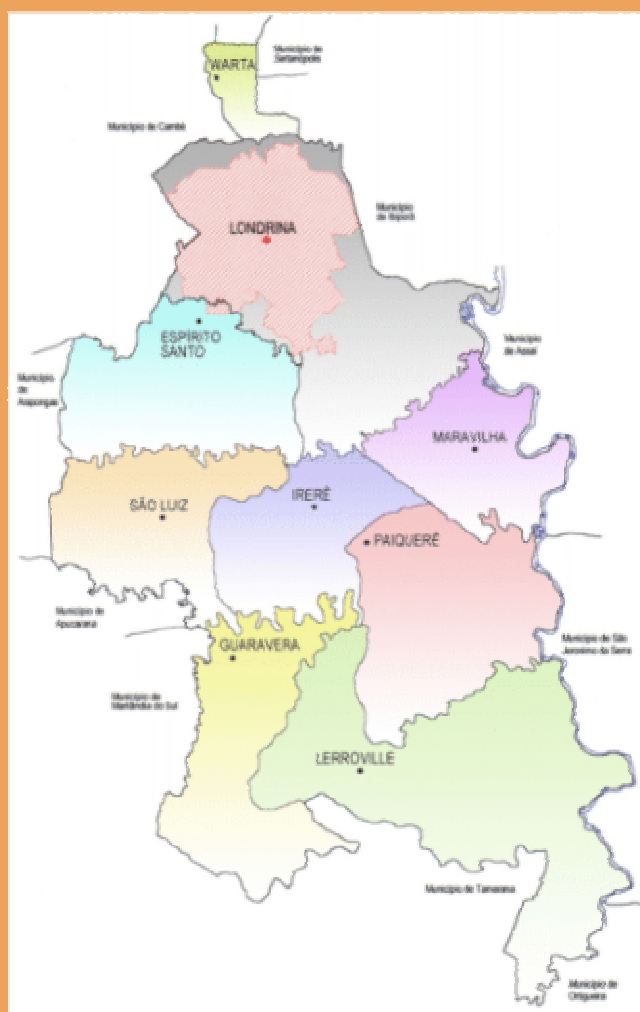 WARTA
Município de
Sertanópolis
Município de Cambé
Município
de Ibiporã
LONDRINA
ESPÍRITO
SANTO
Município
de Assaí
Município
de
Arapongas
MARAVILHA
IRERÊ
SÃO LUIZ
PAIQUERÊ
Município de
Apucarana
Município de São
Jeronimo da Serra
GUARAVERA
Município de
Marilândia do Sul
LERROVILLE
Município de Tamarana
Município de
Ortigueira